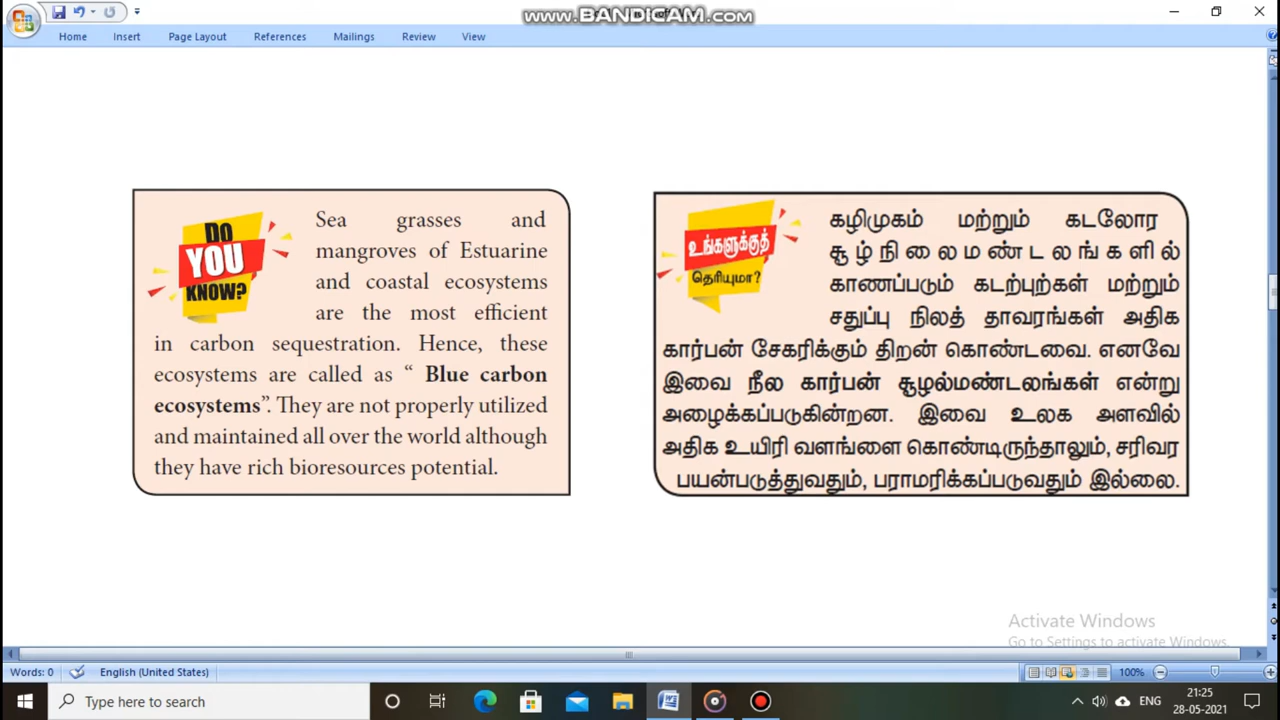 www.BANDICAM.com
Home Insert Page Layout References Mailings Review View
DO
YOU
KNOW?
Sea grasses and
mangroves of Estuarine
and coastal ecosystems
are the most efficient
in carbon sequestration. Hence, these
ecosystems are called as “ Blue carbon
ecosystems”. They are not properly utilized
and maintained all over the world although
they have rich bioresources potential.
உங்களுக்குத்
தெரியுமா?
கழிமுகம் மற்றும் கடலோர
சூழ்நிலைமண்டலங்களில்
காணப்படும் கடற்புற்கள் மற்றும்
சதுப்பு நிலத் தாவரங்கள் அதிக
கார்பன் சேகரிக்கும் திறன் கொண்டவை. எனவே
இவை நீல கார்பன் சூழல்மண்டலங்கள் என்று
அழைக்கப்படுகின்றன. இவை உலக அளவில்
அதிக உயிரி வளங்ளை கொண்டிருந்தாலும், சரிவர
பயன்படுத்துவதும், பராமரிக்கப்படுவதும் இல்லை.
Activate Windows
Go to Settings to activate Windows.
Words: 0 English (United States) 100%
Type here to search ENG 21:25
28-05-2021